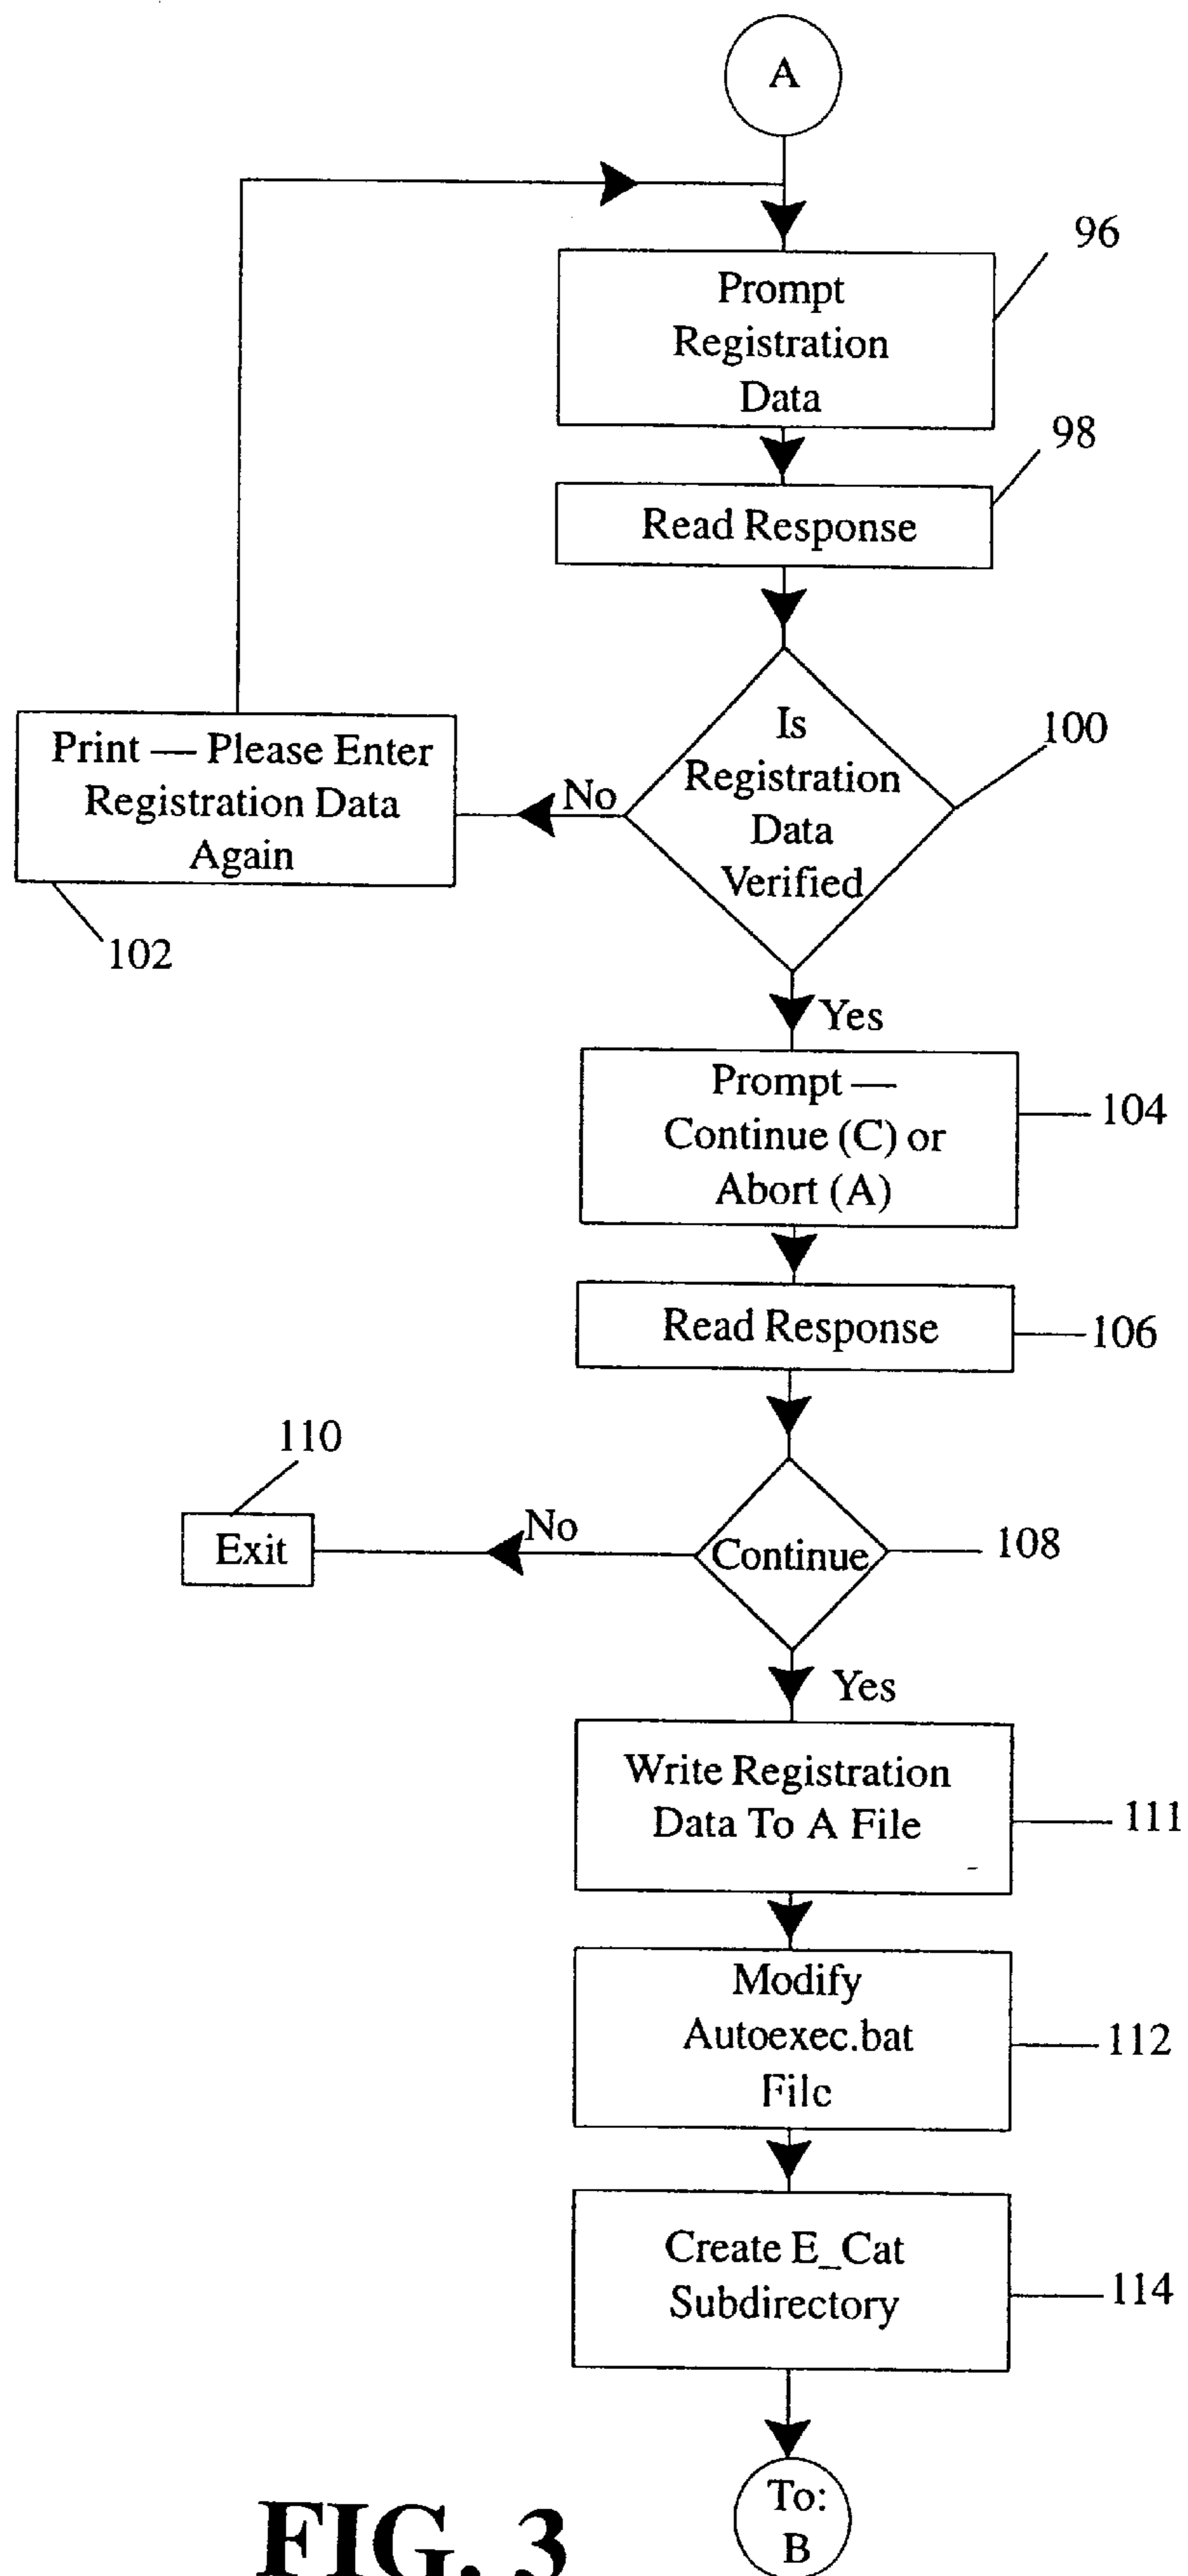 A
96
Prompt
Registration
Data
98
Read Response
Is
Registration
Data
Verified
100
No
Print — Please Enter
Registration Data
Again
102
Yes
Prompt —
Continue (C) or
Abort (A)
104
Read Response
106
110
Exit
No
Continue
108
Yes
Write Registration
Data To A File
111
Modify
Autoexec.bat
File
112
Create E_Cat
Subdirectory
114
To:
B
FIG. 3